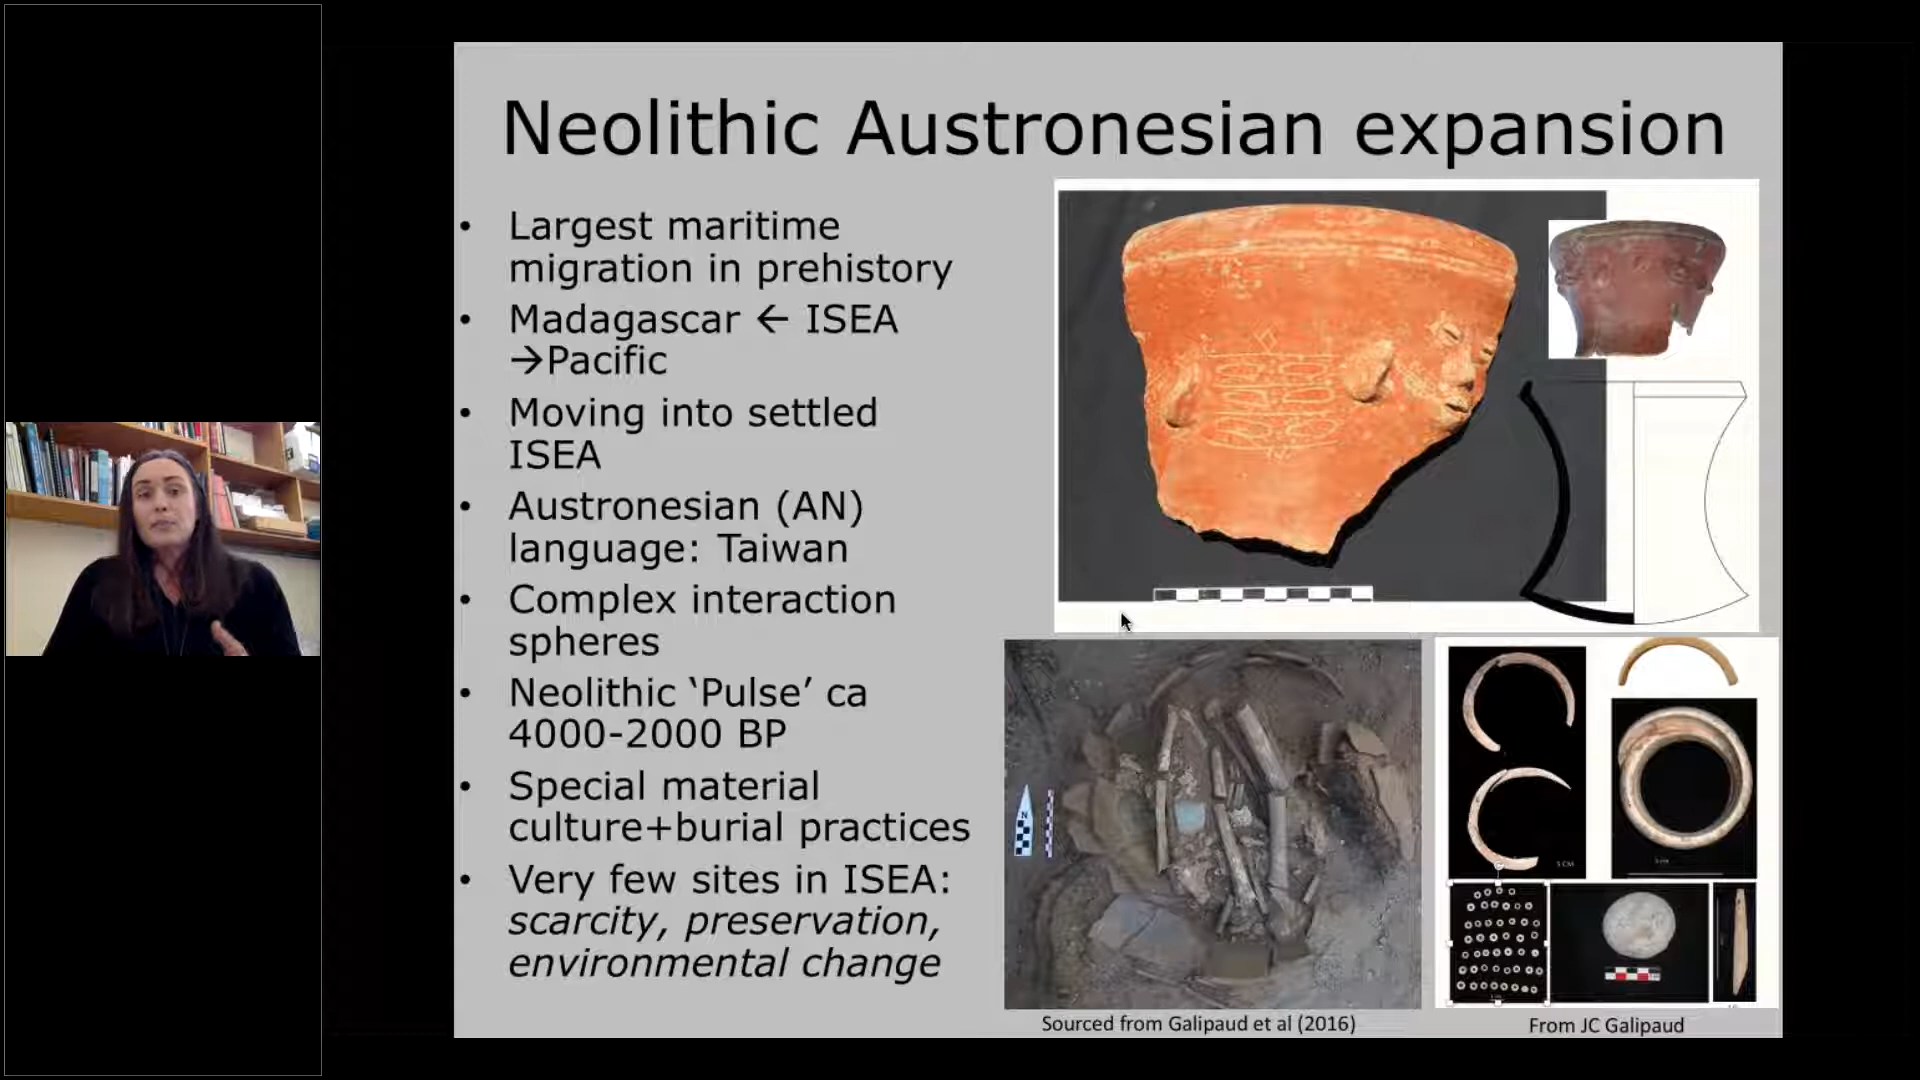 Neolithic Austronesian expansion
• Largest maritime
migration in prehistory
• Madagascar ← ISEA
→Pacific
• Moving into settled
ISEA
• Austronesian (AN)
language: Taiwan
• Complex interaction
spheres
• Neolithic ‘Pulse’ ca
4000-2000 BP
• Special material
culture+burial practices
• Very few sites in ISEA:
scarcity, preservation,
environmental change
N
5 CM
Sourced from Galipaud et al (2016)
From JC Galipaud